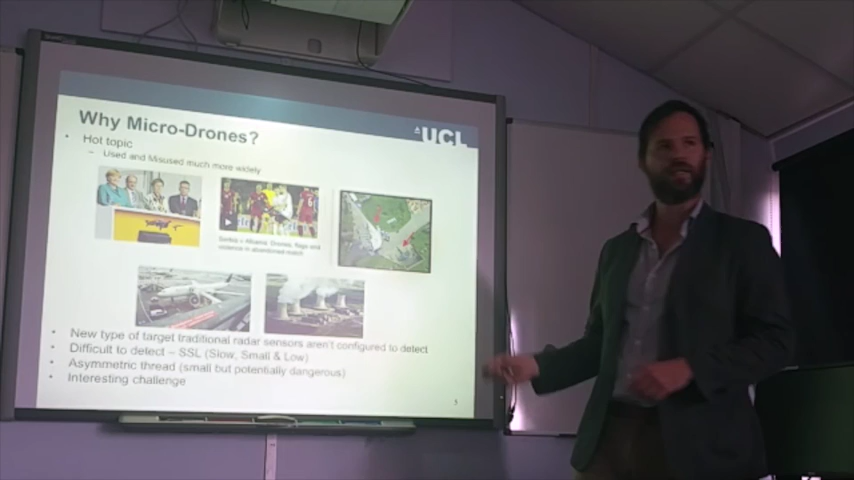 Why Micro-Drones?
UCL
• Hot topic
– Used and Misused much more widely
Serbia v Albania: Drones, flags and
violence in abandoned match
• New type of target traditional radar sensors aren't configured to detect
• Difficult to detect – SSL (Slow, Small & Low)
• Asymmetric thread (small but potentially dangerous)
• Interesting challenge
5